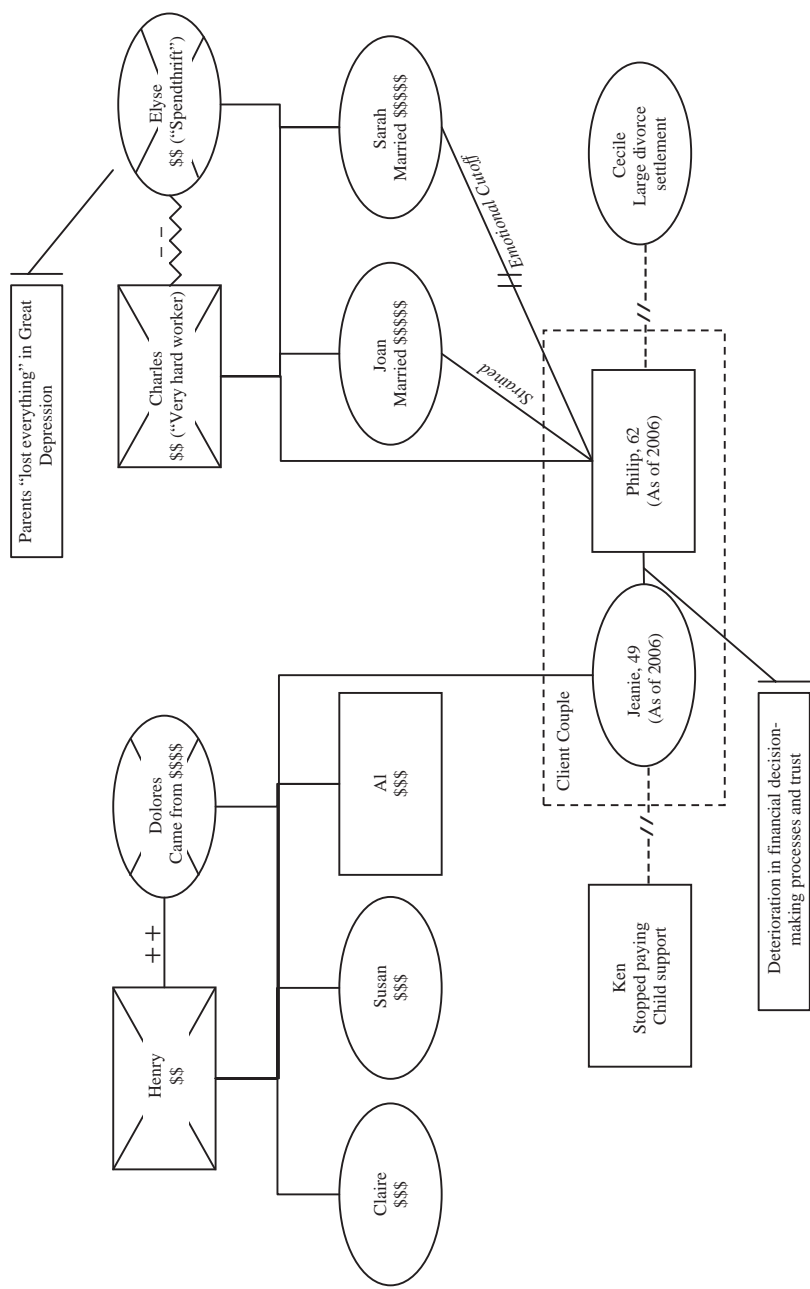 Parents “lost everything” in Great
Depression
Henry
$$
++
Dolores
Came from $$$$
Charles
$$ (“Very hard worker)
– –
Elyse
$$ (“Spendthrift”)
Claire
$$$
Susan
$$$
Al
$$$
Joan
Married $$$$$
Sarah
Married $$$$$
Strained
Emotional Cutoff
Client Couple
Ken
Stopped paying
Child support
Jeanie, 49
(As of 2006)
Philip, 62
(As of 2006)
Cecile
Large divorce
settlement
Deterioration in financial decision-
making processes and trust